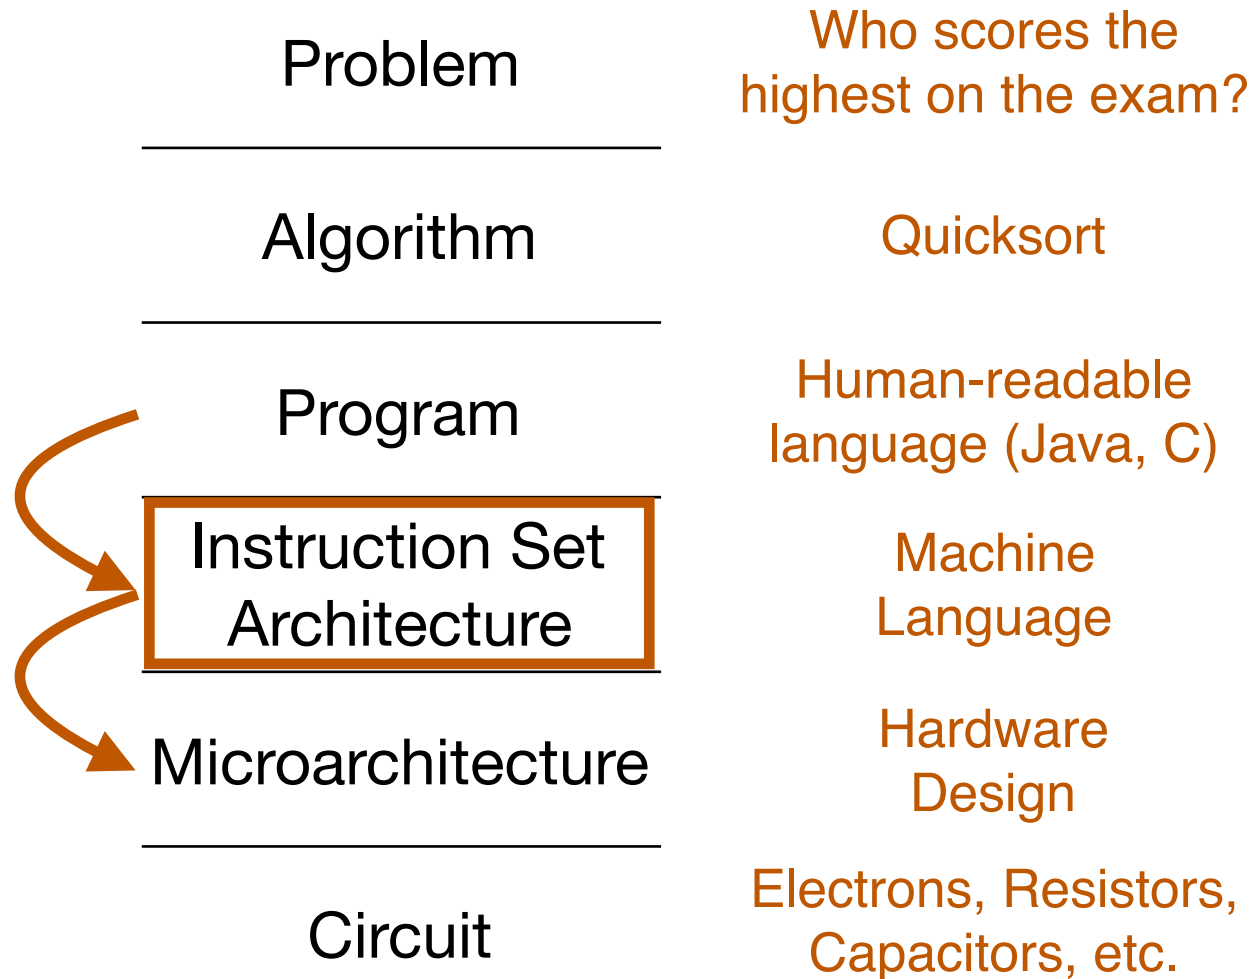 Problem
Who scores the
highest on the exam?
Algorithm
Quicksort
Program
Human-readable
language (Java, C)
Instruction Set
Architecture
Machine
Language
Microarchitecture
Hardware
Design
Circuit
Electrons, Resistors,
Capacitors, etc.